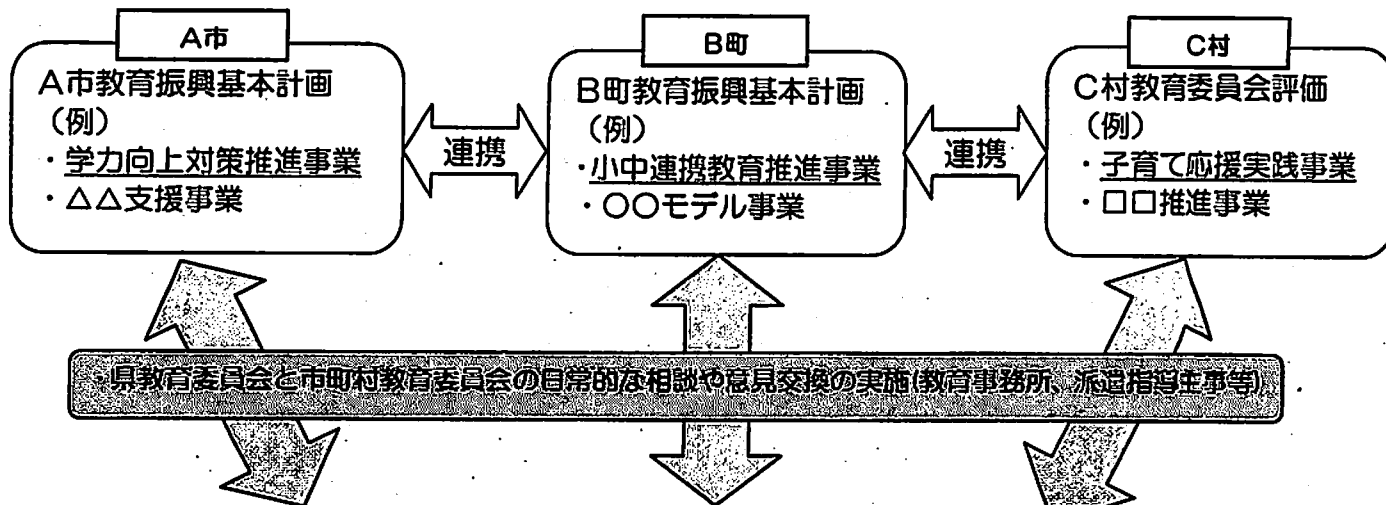 A市
A市教育振興基本計画
(例)
・学力向上対策推進事業
・△△支援事業
連携
B町
B町教育振興基本計画
(例)
・小中連携教育推進事業
・〇〇モデル事業
連携
C村
C村教育委員会評価
(例)
・子育て応援実践事業
・□□推進事業
・県教育委員会と市町村教育委員会の日常的な相談や意見交換の実施(教育事務所、派遣指導主事等)